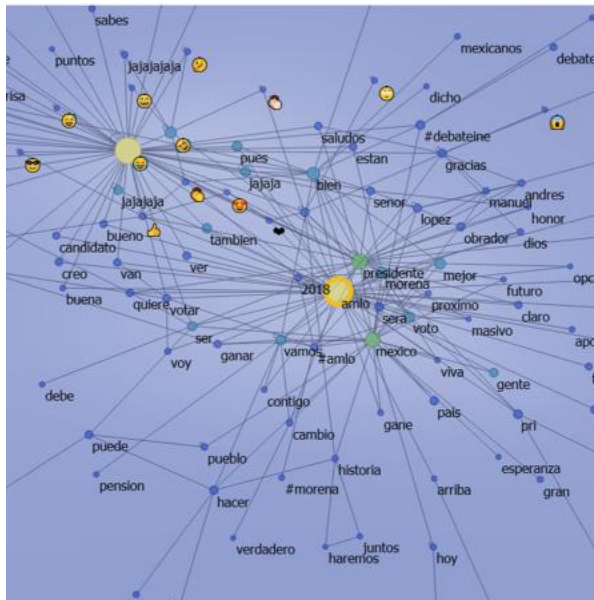 sabes
mexicanos
puntos
debate
jajajajaja
risa
dicho
#debateine
saludos
estan
gracias
pues
jajaja
bien
jajajaja
senor
manuel
andres
lopez
honor
bueno
tambien
obrador
dios
candidato
creo
van
ver
presidente
morena
mejor
opc
buena
quiere
votar
2018
amlo
proximo
futuro
claro
sera
voto
masivo
apo
ser
voy
ganar
vamos
#amlo
mexico
viva
gente
debe
contigo
gane
pais
pri
puede
pueblo
cambio
historia
esperanza
pension
hacer
#morena
arriba
gran
verdadero
haremos
juntos
hoy